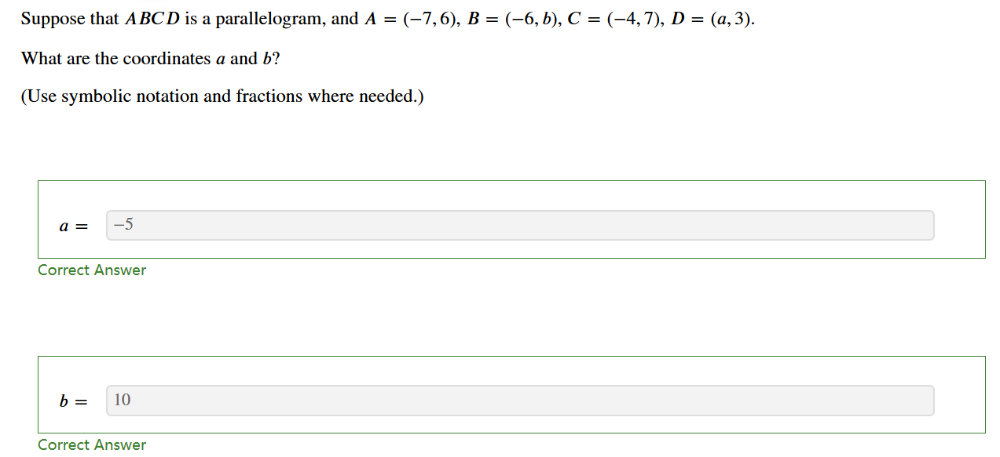 Suppose that ABCD is a parallelogram, and A = (−7, 6), B = (−6, b), C = (−4, 7), D = (a, 3).
What are the coordinates a and b?
(Use symbolic notation and fractions where needed.)
a = −5
Correct Answer
b = 10
Correct Answer